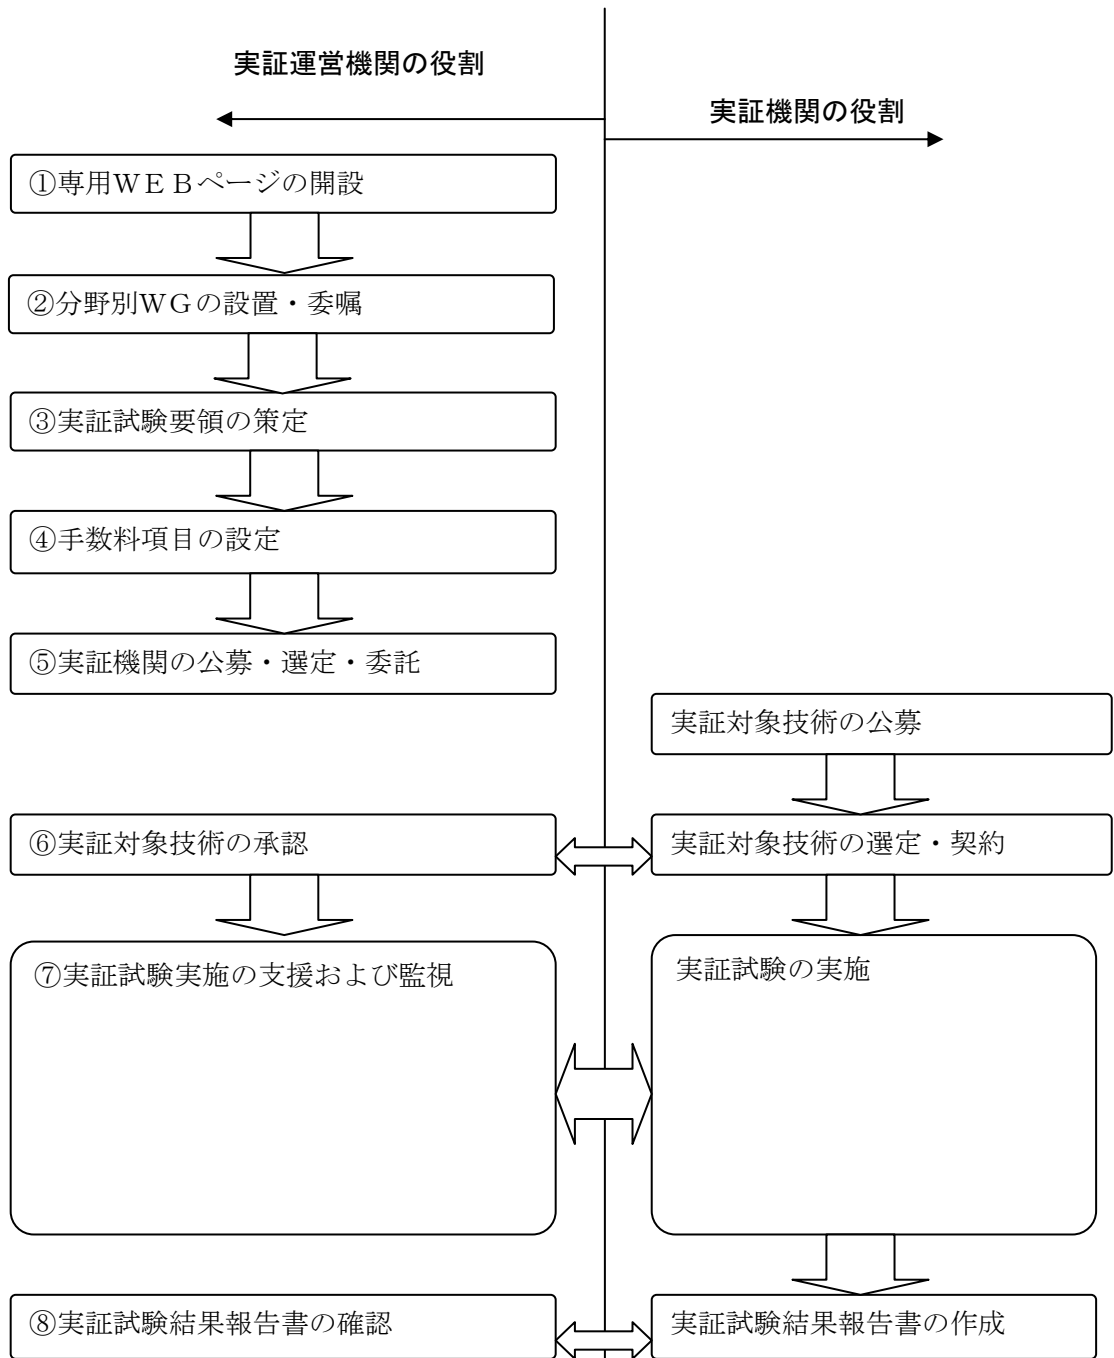 実証運営機関の役割
実証機関の役割
①専用ＷＥＢページの開設
②分野別ＷＧの設置・委嘱
③実証試験要領の策定
④手数料項目の設定
⑤実証機関の公募・選定・委託
実証対象技術の公募
⑥実証対象技術の承認
実証対象技術の選定・契約
⑦実証試験実施の支援および監視
実証試験の実施
⑧実証試験結果報告書の確認
実証試験結果報告書の作成